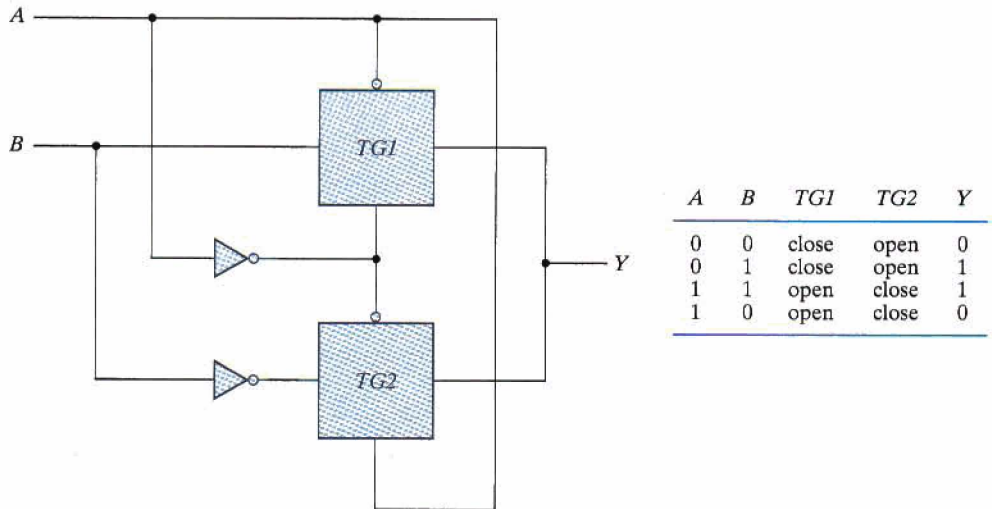 A
B
TG1
TG2
Y
A B TG1 TG2 Y
0 0 close open 0
0 1 close open 1
1 1 open close 1
1 0 open close 0